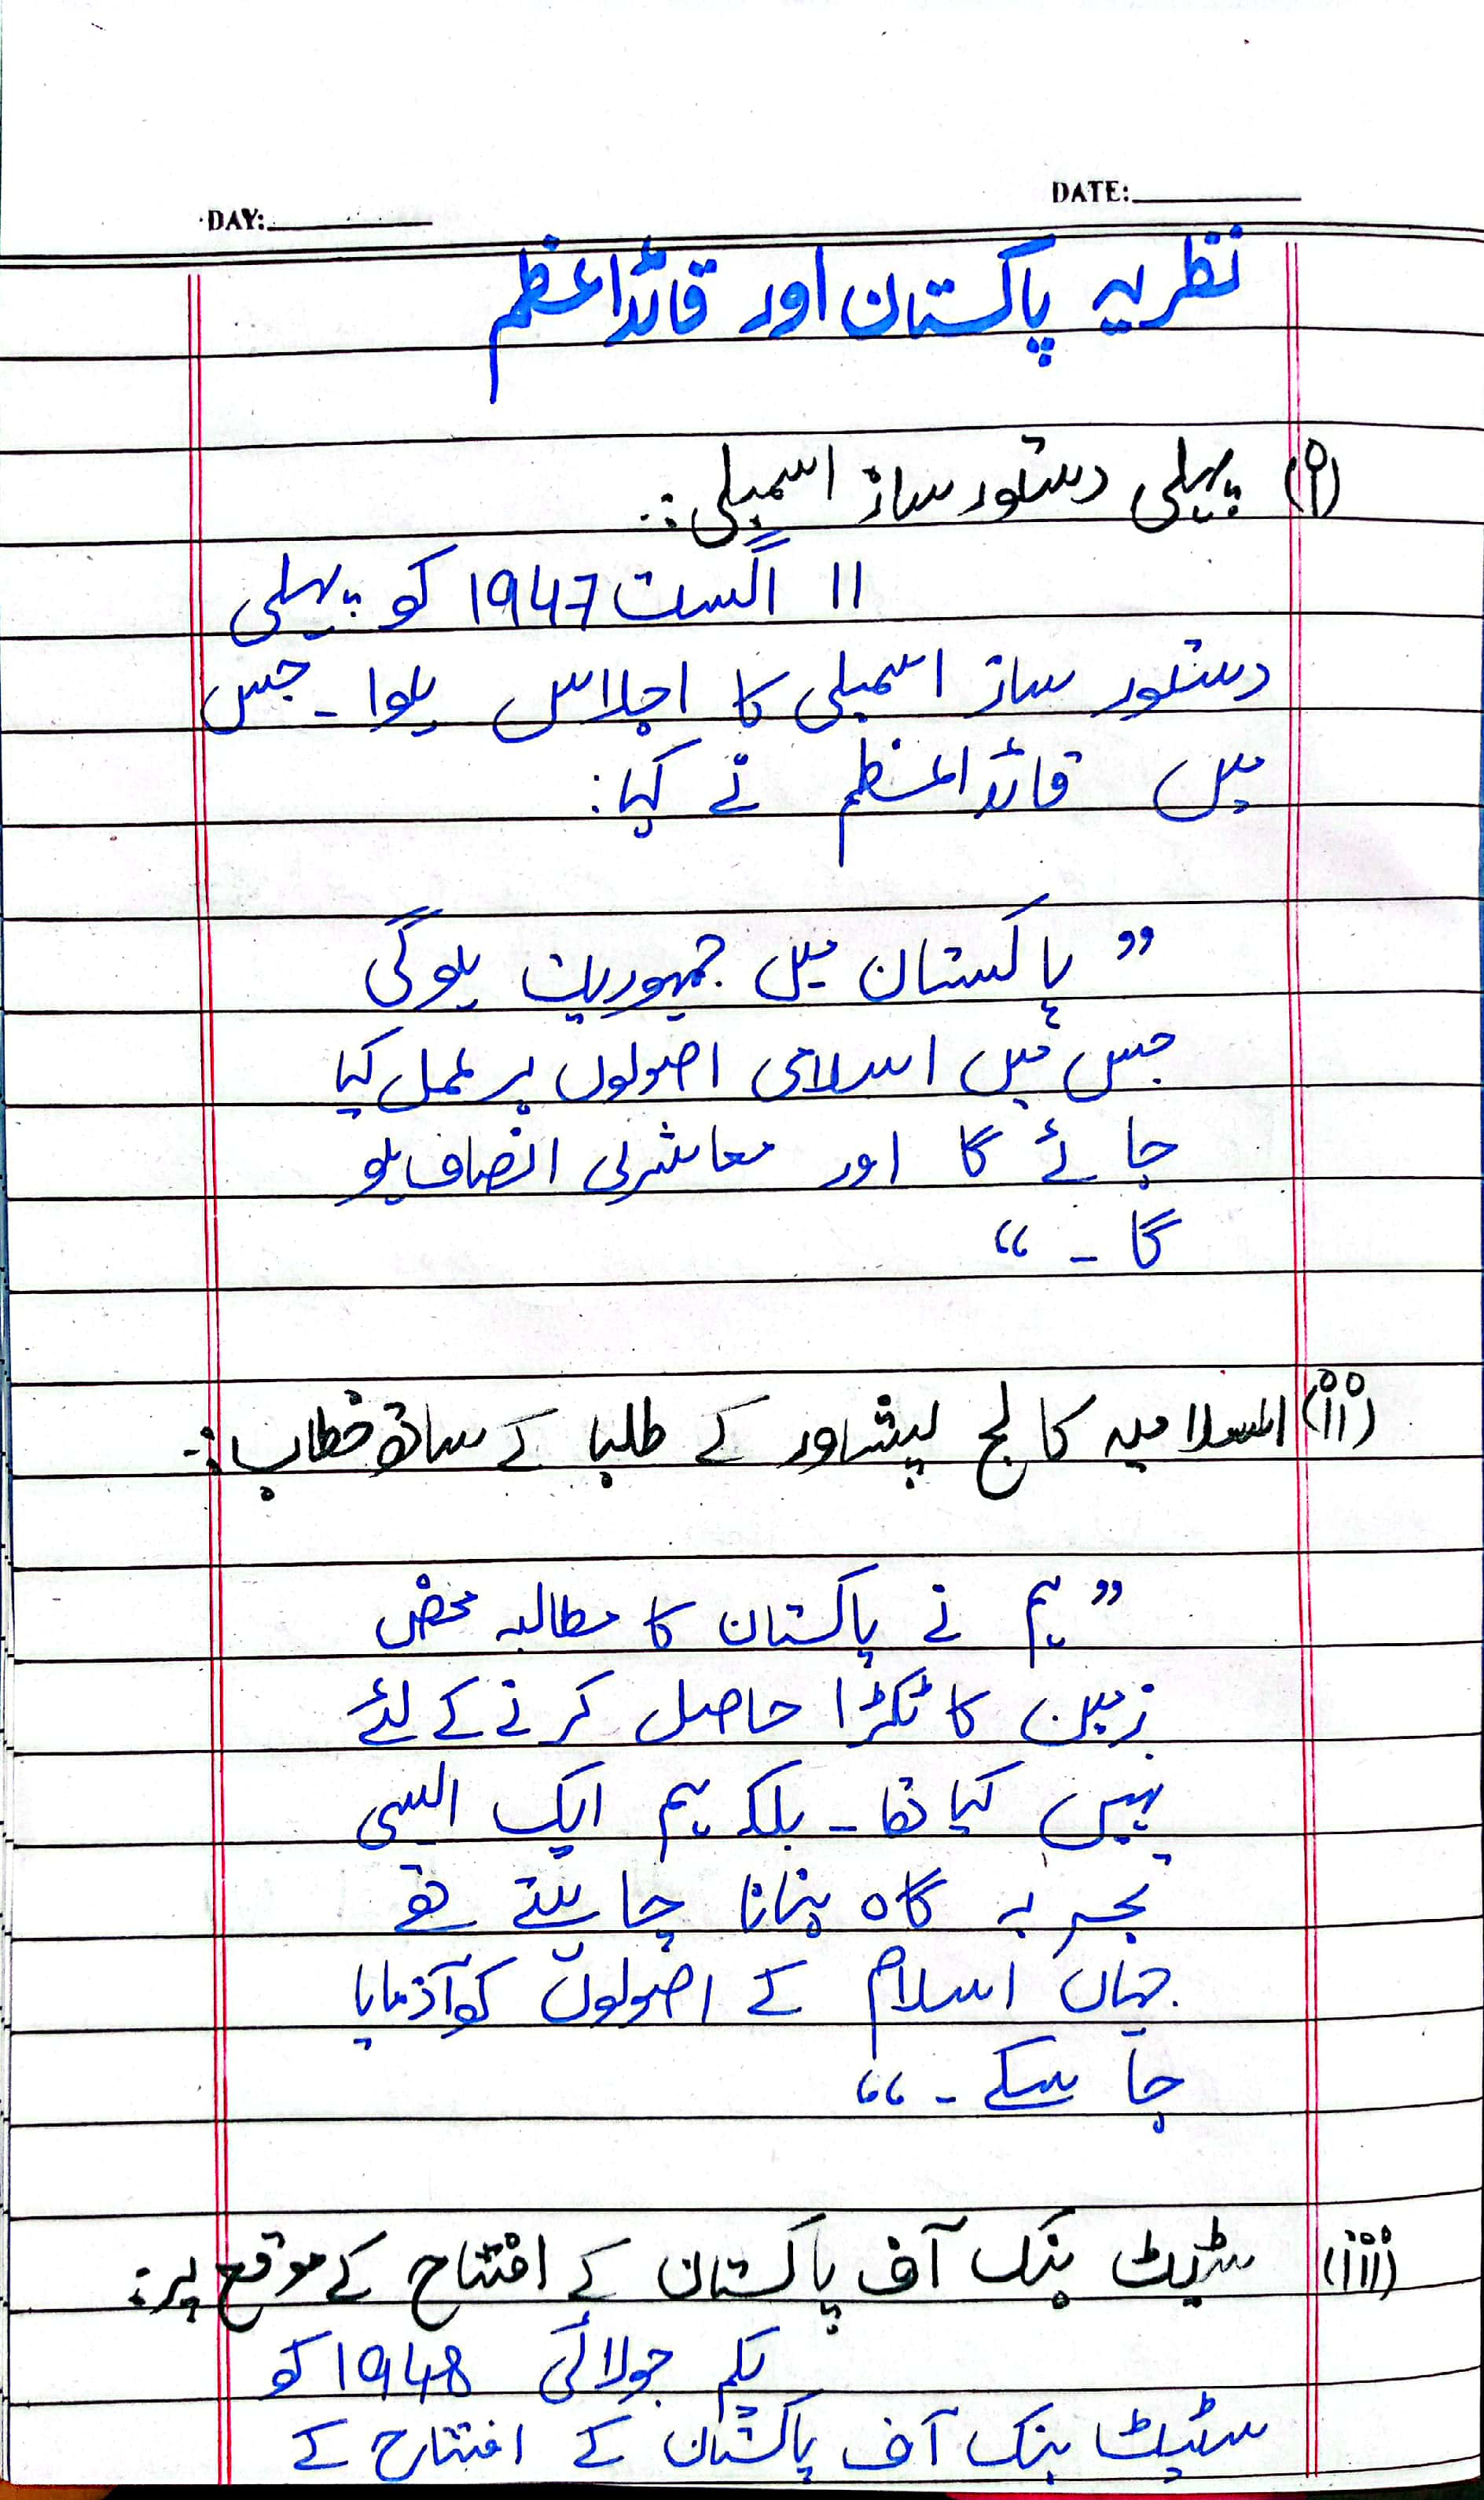 DATE:
DAY:
نظریہ پاکستان اور قائداعظم
(i) پہلی دستور ساز اسمبلی:۔
11 اگست 1947 کو پہلی
دستور ساز اسمبلی کا اجلاس ہوا۔ جس
میں قائداعظم نے کہا:
”پاکستان میں جمہوریت ہوگی
جس میں اسلامی اصولوں پر عمل کیا
جائے گا اور معاشرتی انصاف ہو
گا۔“
(ii) اسلامیہ کالج پشاور کے طلبا کے ساتھ خطاب:۔
”ہم نے پاکستان کا مطالبہ محض
زمین کا ٹکڑا حاصل کرنے کے لئے
نہیں کیا تھا۔ بلکہ ہم ایک ایسی
تجربہ گاہ بنانا چاہتے تھے
جہاں اسلام کے اصولوں کو آزمایا
جا سکے۔“
(iii) سٹیٹ بنک آف پاکستان کے افتتاح کے موقع پر:
یکم جولائی 1948 کو
سٹیٹ بنک آف پاکستان کے افتتاح کے